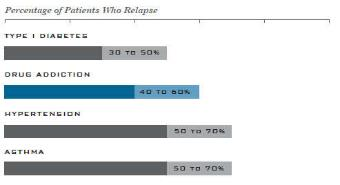 Percentage of Patients Who Relapse
TYPE I DIABETES
30 TO 50%
DRUG ADDICTION
40 TO 60%
HYPERTENSION
50 TO 70%
ASTHMA
50 TO 70%